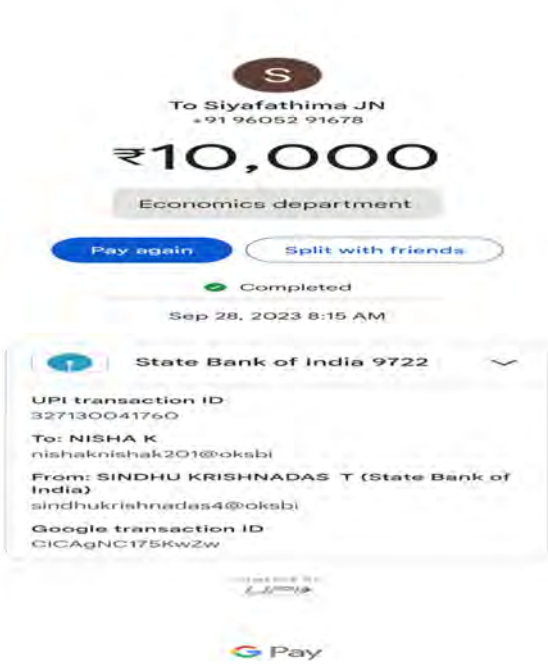 S
To Siyafathima JN
+91 96052 91678
₹10,000
Economics department
Pay again
Split with friends
Completed
Sep 28, 2023 8:15 AM
State Bank of India 9722
UPI transaction ID
327130041760
To: NISHA K
nishaknishak201@oksbi
From: SINDHU KRISHNADAS T (State Bank of
India)
sindhukrishnadas4@oksbi
Google transaction ID
CICAgNC175KwZw
UPI
G Pay